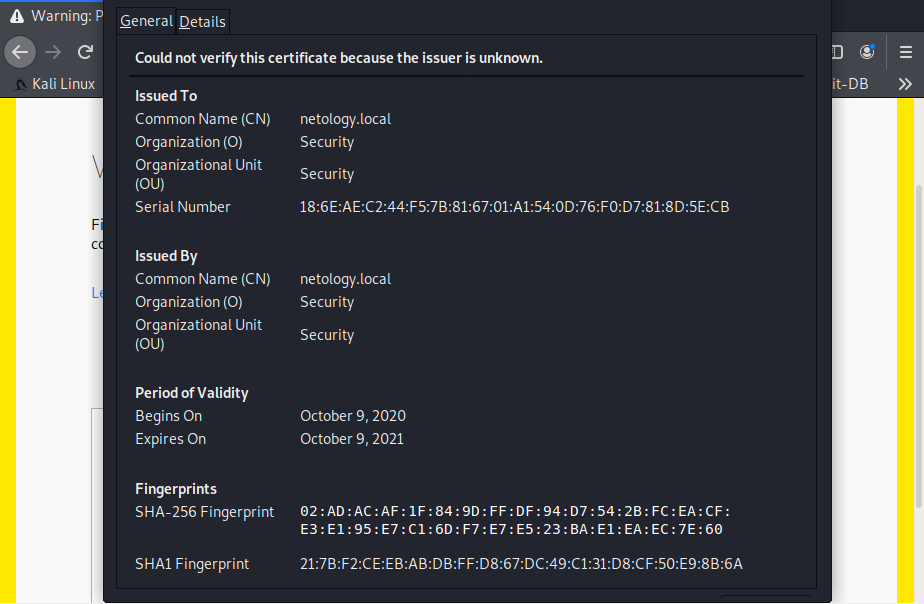 Warning: P
General Details
Could not verify this certificate because the issuer is unknown.
Kali Linux
it-DB
Issued To
Common Name (CN) netology.local
Organization (O) Security
Organizational Unit
(OU) Security
Serial Number 18:6E:AE:C2:44:F5:7B:81:67:01:A1:54:0D:76:F0:D7:81:8D:5E:CB
Issued By
Common Name (CN) netology.local
Organization (O) Security
Organizational Unit
(OU) Security
Period of Validity
Begins On October 9, 2020
Expires On October 9, 2021
Fingerprints
SHA-256 Fingerprint 02:AD:AC:AF:1F:84:9D:FF:DF:94:D7:54:2B:FC:EA:CF:
E3:E1:95:E7:C1:6D:F7:E7:E5:23:BA:E1:EA:EC:7E:60
SHA1 Fingerprint 21:7B:F2:CE:EB:AB:DB:FF:D8:67:DC:49:C1:31:D8:CF:50:E9:8B:6A